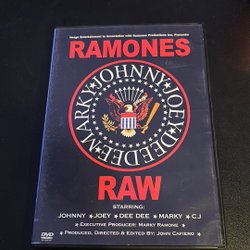 Image Entertainment in Association with Rameron Productions Inc. Presents
RAMONES
JOHNNY JOEY DEE DEE MARKY
RAW
STARRING:
JOHNNY ★ JOEY ★ DEE DEE ★ MARKY ★ C.J
★ EXECUTIVE PRODUCER: MARKY RAMONE ★
★ PRODUCED, DIRECTED & EDITED BY: JOHN CAFIERO ★
DVD